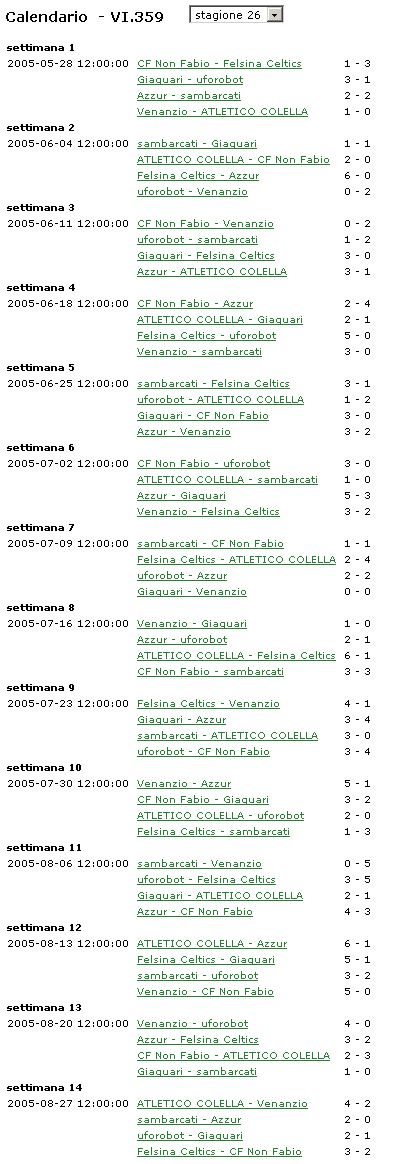 Calendario - VI.359 stagione 26
settimana 1
2005-05-28 12:00:00 CF Non Fabio - Felsina Celtics 1 - 3
Giaquari - uforobot 3 - 1
Azzur - sambarcati 2 - 2
Venanzio - ATLETICO COLELLA 1 - 0
settimana 2
2005-06-04 12:00:00 sambarcati - Giaquari 1 - 1
ATLETICO COLELLA - CF Non Fabio 2 - 0
Felsina Celtics - Azzur 6 - 0
uforobot - Venanzio 0 - 2
settimana 3
2005-06-11 12:00:00 CF Non Fabio - Venanzio 0 - 2
uforobot - sambarcati 1 - 2
Giaquari - Felsina Celtics 3 - 0
Azzur - ATLETICO COLELLA 3 - 1
settimana 4
2005-06-18 12:00:00 CF Non Fabio - Azzur 2 - 4
ATLETICO COLELLA - Giaquari 2 - 1
Felsina Celtics - uforobot 5 - 0
Venanzio - sambarcati 3 - 0
settimana 5
2005-06-25 12:00:00 sambarcati - Felsina Celtics 3 - 1
uforobot - ATLETICO COLELLA 1 - 2
Giaquari - CF Non Fabio 3 - 0
Azzur - Venanzio 3 - 2
settimana 6
2005-07-02 12:00:00 CF Non Fabio - uforobot 3 - 0
ATLETICO COLELLA - sambarcati 1 - 0
Azzur - Giaquari 5 - 3
Venanzio - Felsina Celtics 3 - 2
settimana 7
2005-07-09 12:00:00 sambarcati - CF Non Fabio 1 - 1
Felsina Celtics - ATLETICO COLELLA 2 - 4
uforobot - Azzur 2 - 2
Giaquari - Venanzio 0 - 0
settimana 8
2005-07-16 12:00:00 Venanzio - Giaquari 1 - 0
Azzur - uforobot 2 - 1
ATLETICO COLELLA - Felsina Celtics 6 - 1
CF Non Fabio - sambarcati 3 - 3
settimana 9
2005-07-23 12:00:00 Felsina Celtics - Venanzio 4 - 1
Giaquari - Azzur 3 - 4
sambarcati - ATLETICO COLELLA 3 - 0
uforobot - CF Non Fabio 3 - 4
settimana 10
2005-07-30 12:00:00 Venanzio - Azzur 5 - 1
CF Non Fabio - Giaquari 3 - 2
ATLETICO COLELLA - uforobot 2 - 0
Felsina Celtics - sambarcati 1 - 3
settimana 11
2005-08-06 12:00:00 sambarcati - Venanzio 0 - 5
uforobot - Felsina Celtics 3 - 5
Giaquari - ATLETICO COLELLA 2 - 1
Azzur - CF Non Fabio 4 - 3
settimana 12
2005-08-13 12:00:00 ATLETICO COLELLA - Azzur 6 - 1
Felsina Celtics - Giaquari 5 - 1
sambarcati - uforobot 3 - 2
Venanzio - CF Non Fabio 5 - 0
settimana 13
2005-08-20 12:00:00 Venanzio - uforobot 4 - 0
Azzur - Felsina Celtics 3 - 2
CF Non Fabio - ATLETICO COLELLA 2 - 3
Giaquari - sambarcati 1 - 0
settimana 14
2005-08-27 12:00:00 ATLETICO COLELLA - Venanzio 4 - 2
sambarcati - Azzur 2 - 0
uforobot - Giaquari 2 - 1
Felsina Celtics - CF Non Fabio 3 - 2